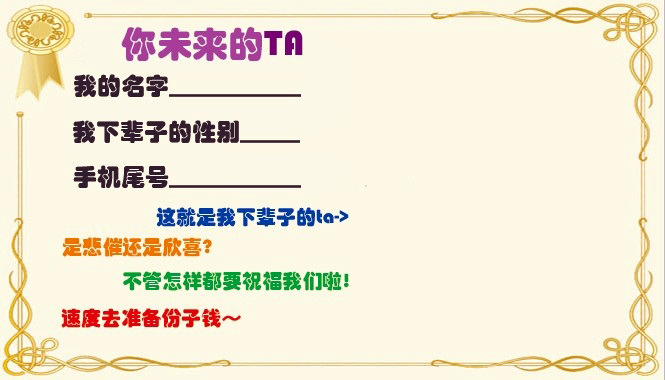 你未来的TA
我的名字___________
我下辈子的性别_____
手机尾号___________
这就是我下辈子的ta->
是悲催还是欣喜?
不管怎样都要祝福我们啦!
速度去准备份子钱～